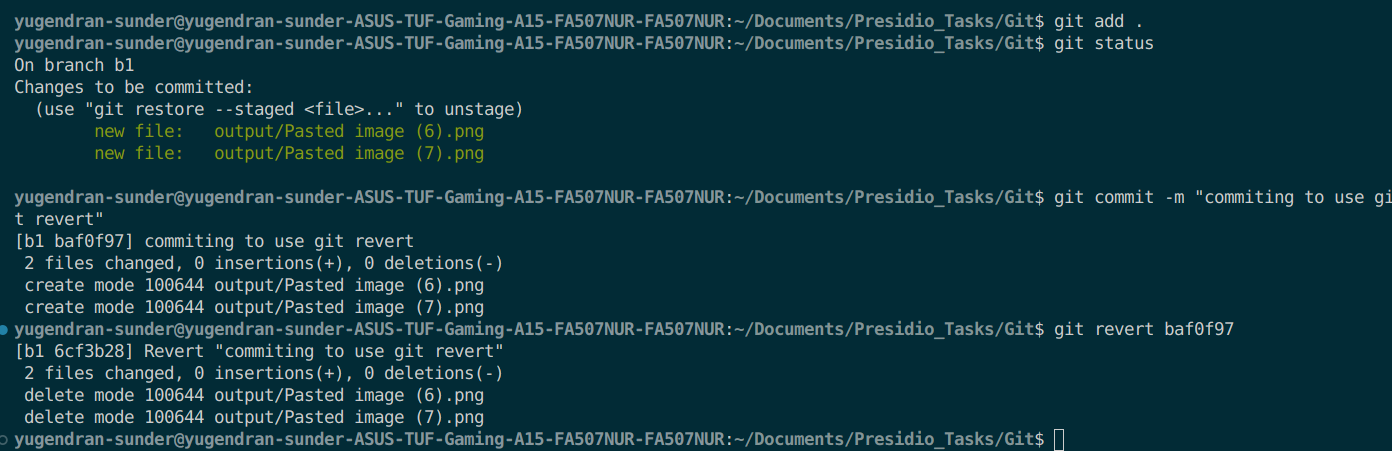 yugendran-sunder@yugendran-sunder-ASUS-TUF-Gaming-A15-FA507NUR-FA507NUR:~/Documents/Presidio_Tasks/Git$ git add .
yugendran-sunder@yugendran-sunder-ASUS-TUF-Gaming-A15-FA507NUR-FA507NUR:~/Documents/Presidio_Tasks/Git$ git status
On branch b1
Changes to be committed:
  (use "git restore --staged <file>..." to unstage)
        new file:   output/Pasted image (6).png
        new file:   output/Pasted image (7).png
yugendran-sunder@yugendran-sunder-ASUS-TUF-Gaming-A15-FA507NUR-FA507NUR:~/Documents/Presidio_Tasks/Git$ git commit -m "commiting to use gi
t revert"
[b1 baf0f97] commiting to use git revert
 2 files changed, 0 insertions(+), 0 deletions(-)
 create mode 100644 output/Pasted image (6).png
 create mode 100644 output/Pasted image (7).png
yugendran-sunder@yugendran-sunder-ASUS-TUF-Gaming-A15-FA507NUR-FA507NUR:~/Documents/Presidio_Tasks/Git$ git revert baf0f97
[b1 6cf3b28] Revert "commiting to use git revert"
 2 files changed, 0 insertions(+), 0 deletions(-)
 delete mode 100644 output/Pasted image (6).png
 delete mode 100644 output/Pasted image (7).png
yugendran-sunder@yugendran-sunder-ASUS-TUF-Gaming-A15-FA507NUR-FA507NUR:~/Documents/Presidio_Tasks/Git$